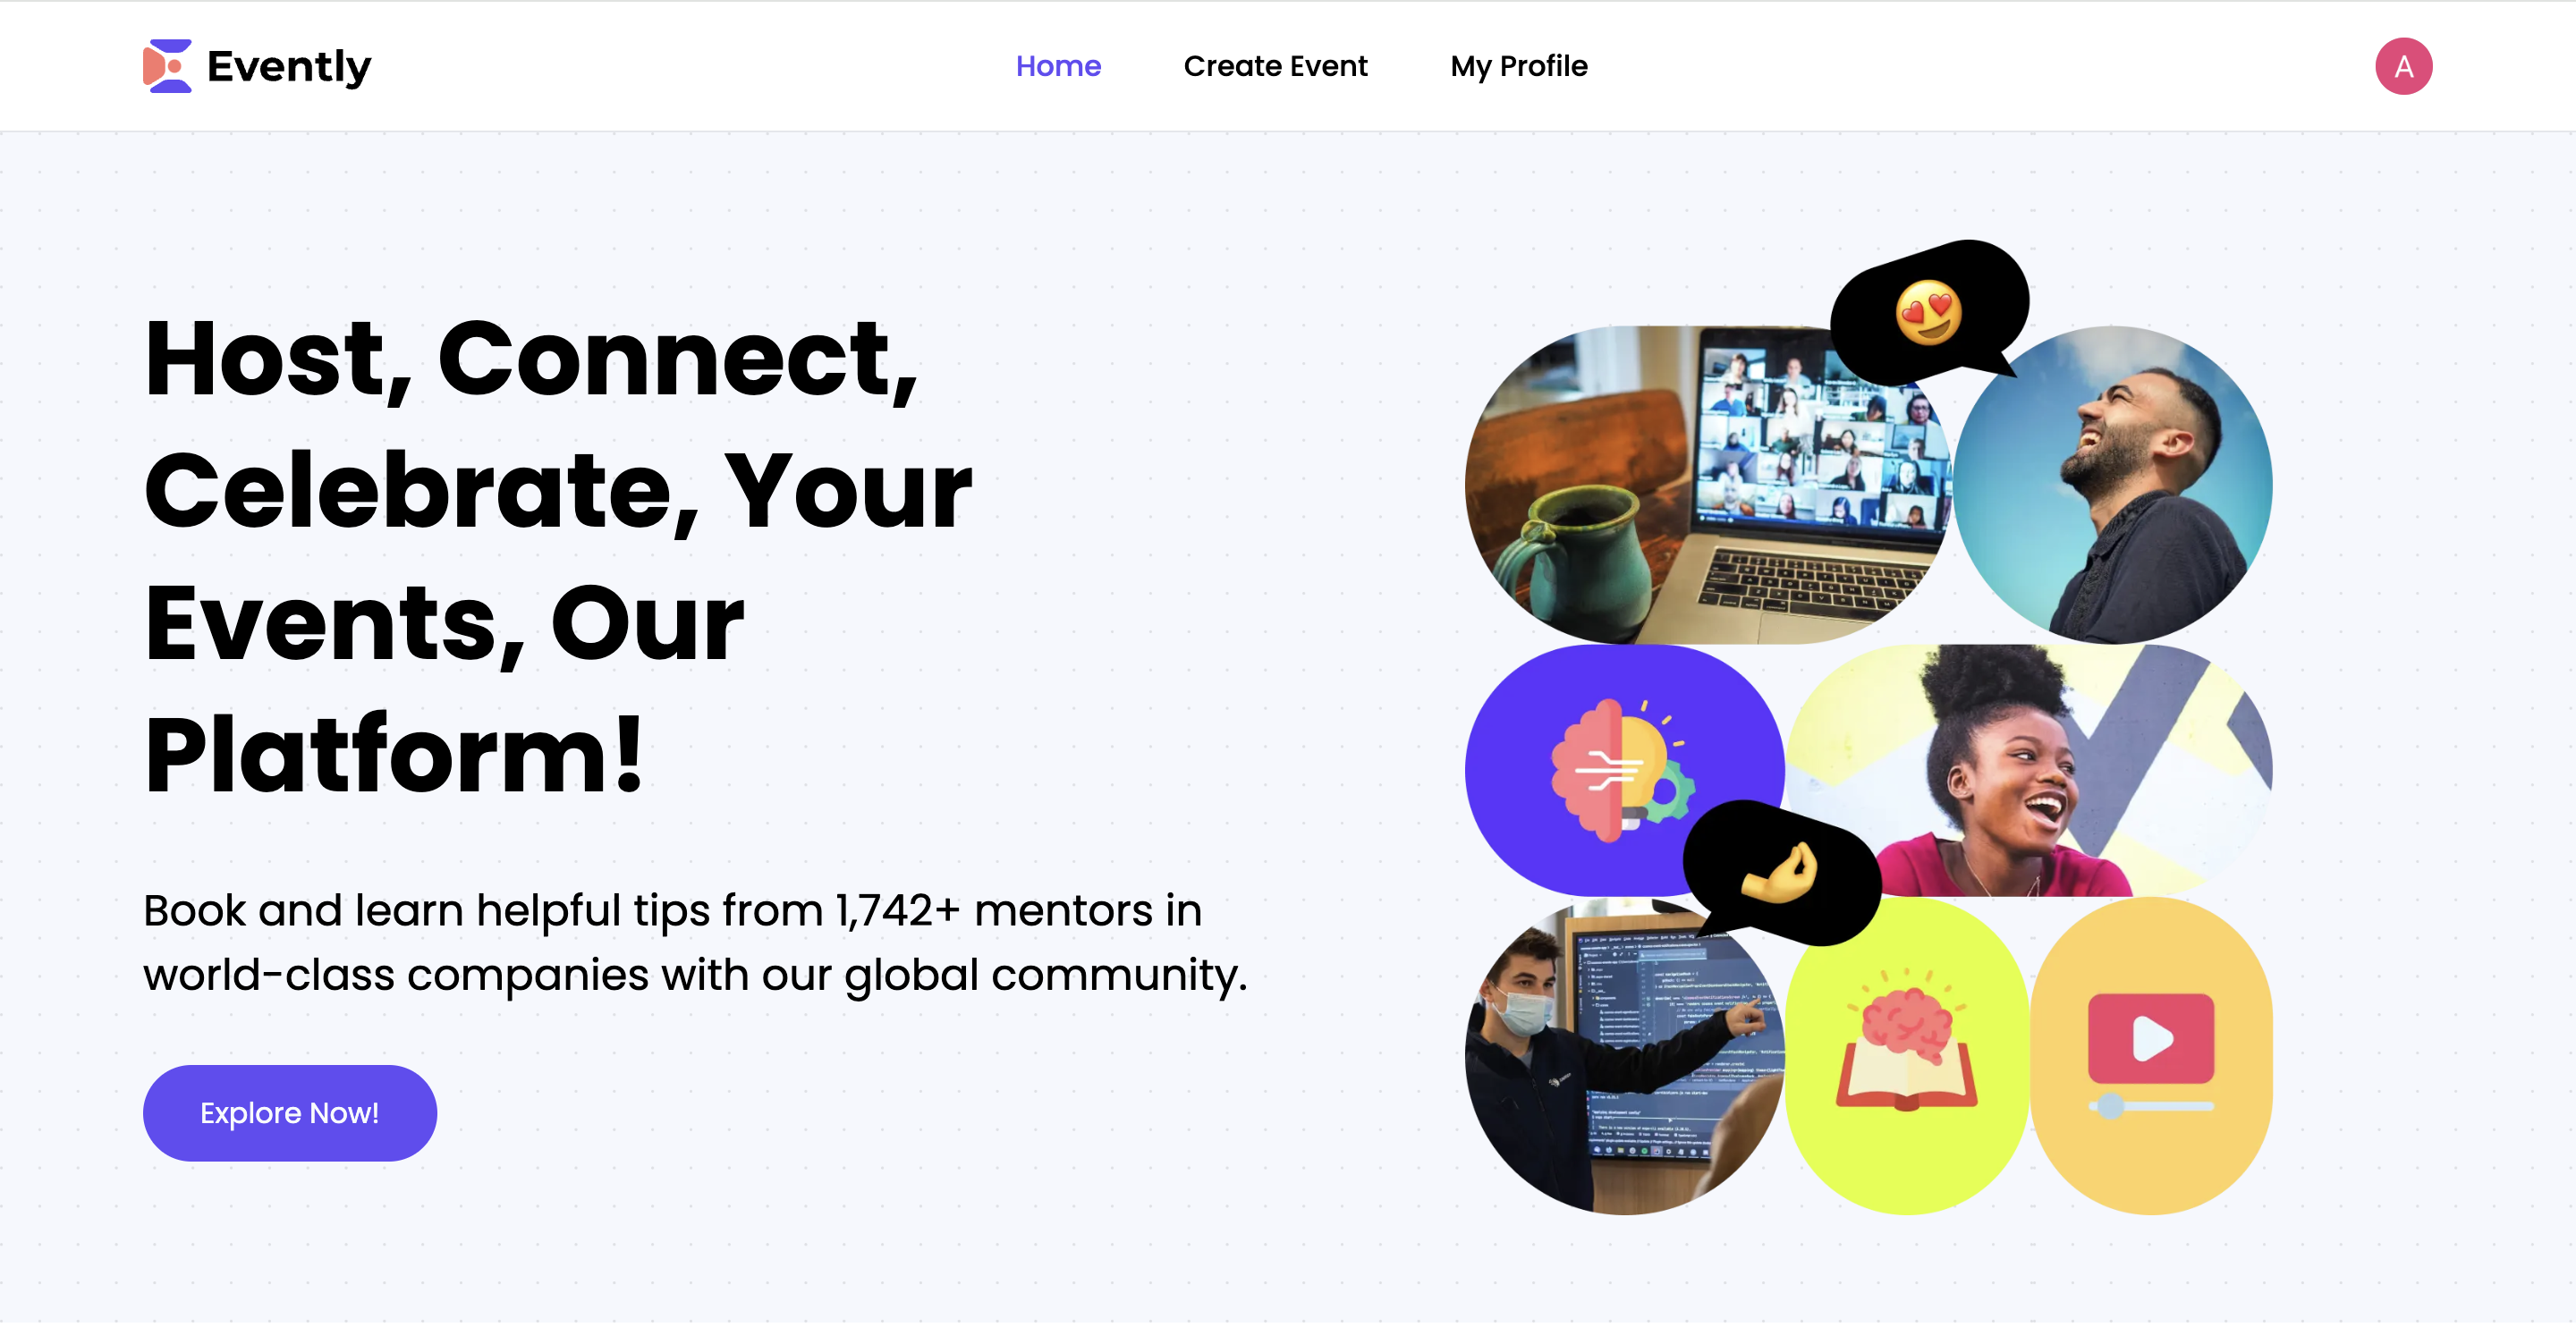 Evently
Home
Create Event
My Profile
A
Host, Connect,
Celebrate, Your
Events, Our
Platform!
Book and learn helpful tips from 1,742+ mentors in
world-class companies with our global community.
Explore Now!